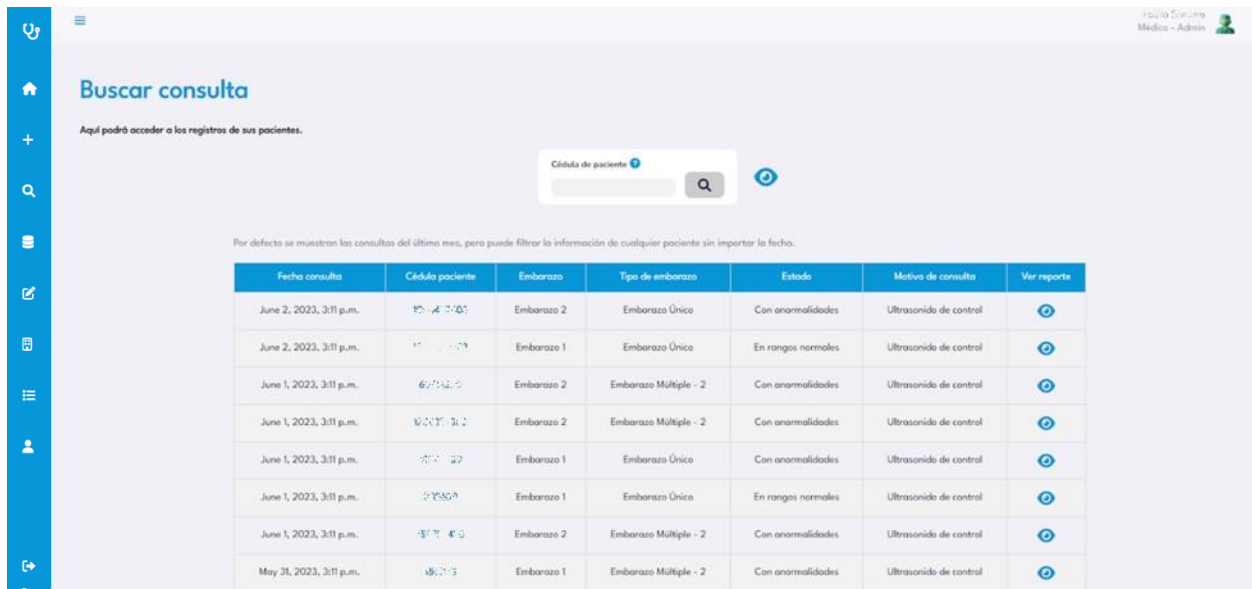 Médico - Admin
Buscar consulta
Aquí podrá acceder a los registros de sus pacientes.
Cédula de paciente ?
Por defecto se muestran las consultas del último mes, pero puede filtrar la información de cualquier paciente sin importar la fecha.
Fecha consulta Cédula paciente Embarazo Tipo de embarazo Estado Motivo de consulta Ver reporte
June 2, 2023, 3:11 p.m. Embarazo 2 Embarazo Único Con anormalidades Ultrasonido de control
June 2, 2023, 3:11 p.m. Embarazo 1 Embarazo Único En rangos normales Ultrasonido de control
June 1, 2023, 3:11 p.m. Embarazo 2 Embarazo Múltiple - 2 Con anormalidades Ultrasonido de control
June 1, 2023, 3:11 p.m. Embarazo 2 Embarazo Múltiple - 2 Con anormalidades Ultrasonido de control
June 1, 2023, 3:11 p.m. Embarazo 1 Embarazo Único Con anormalidades Ultrasonido de control
June 1, 2023, 3:11 p.m. Embarazo 1 Embarazo Único En rangos normales Ultrasonido de control
June 1, 2023, 3:11 p.m. Embarazo 2 Embarazo Múltiple - 2 Con anormalidades Ultrasonido de control
May 31, 2023, 3:11 p.m. Embarazo 1 Embarazo Múltiple - 2 Con anormalidades Ultrasonido de control